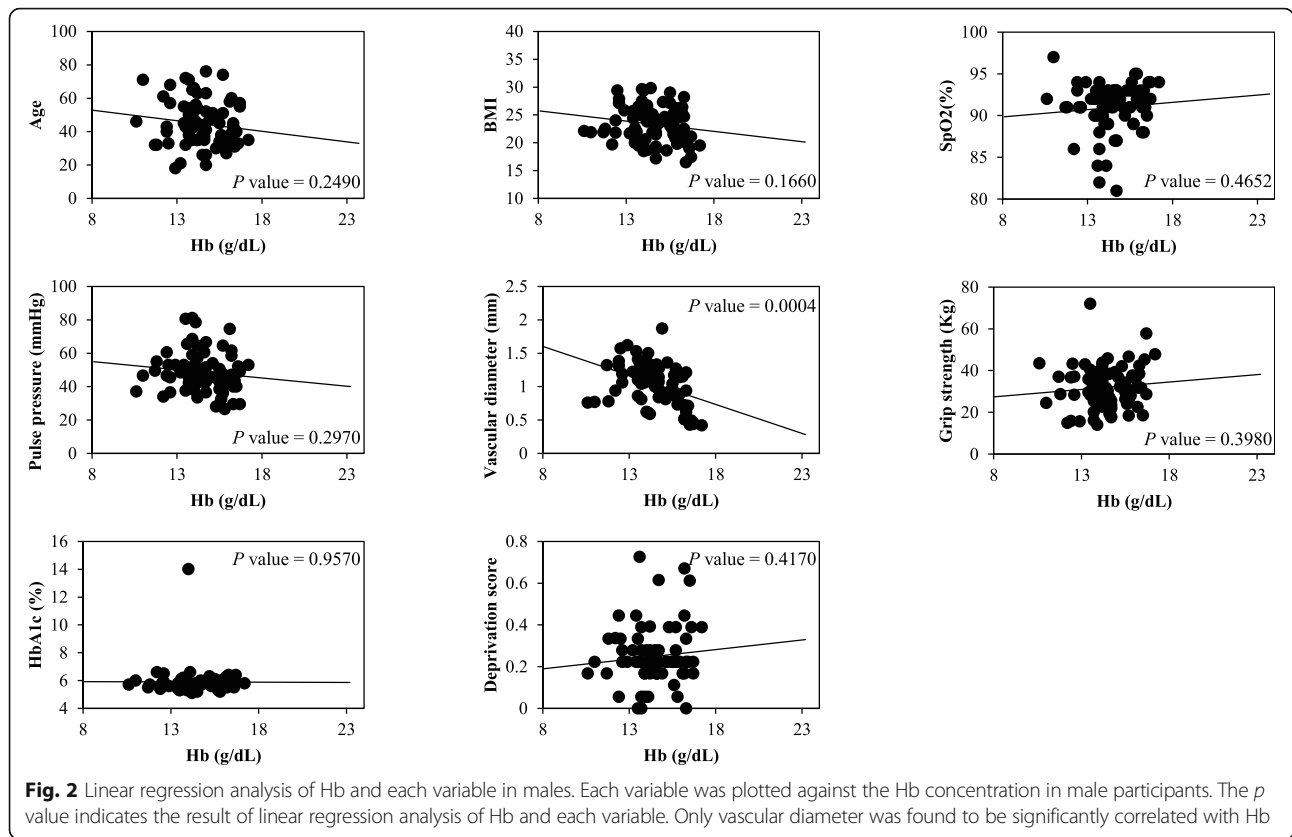 100
80
60
40
20
0
Age
P value = 0.2490
8 13 18 23
Hb (g/dL)
40
35
30
25
20
15
10
BMI
P value = 0.1660
8 13 18 23
Hb (g/dL)
100
95
90
85
80
SpO2(%)
P value = 0.4652
8 13 18 23
Hb (g/dL)
100
80
60
40
20
0
Pulse pressure (mmHg)
P value = 0.2970
8 13 18 23
Hb (g/dL)
2.5
2
1.5
1
0.5
0
Vascular diameter (mm)
P value = 0.0004
8 13 18 23
Hb (g/dL)
80
60
40
20
0
Grip strength (Kg)
P value = 0.3980
8 13 18 23
Hb (g/dL)
16
14
12
10
8
6
4
HbA1c (%)
P value = 0.9570
8 13 18 23
Hb (g/dL)
0.8
0.6
0.4
0.2
0
Deprivation score
P value = 0.4170
8 13 18 23
Hb (g/dL)
Fig. 2 Linear regression analysis of Hb and each variable in males. Each variable was plotted against the Hb concentration in male participants. The p
value indicates the result of linear regression analysis of Hb and each variable. Only vascular diameter was found to be significantly correlated with Hb